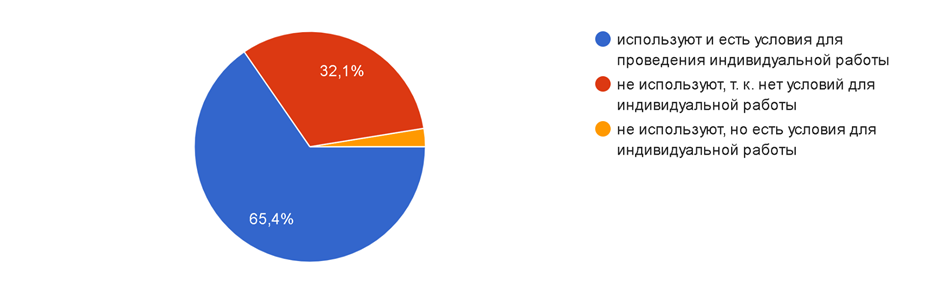 32,1%
65,4%
используют и есть условия для
проведения индивидуальной работы
не используют, т. к. нет условий для
индивидуальной работы
не используют, но есть условия для
индивидуальной работы